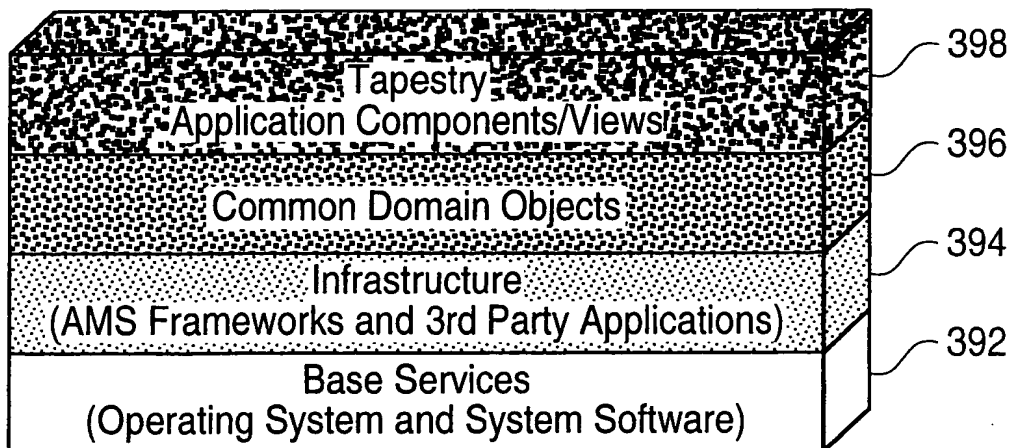 Tapestry
Application Components/Views
398
Common Domain Objects
396
Infrastructure
(AMS Frameworks and 3rd Party Applications)
394
Base Services
(Operating System and System Software)
392